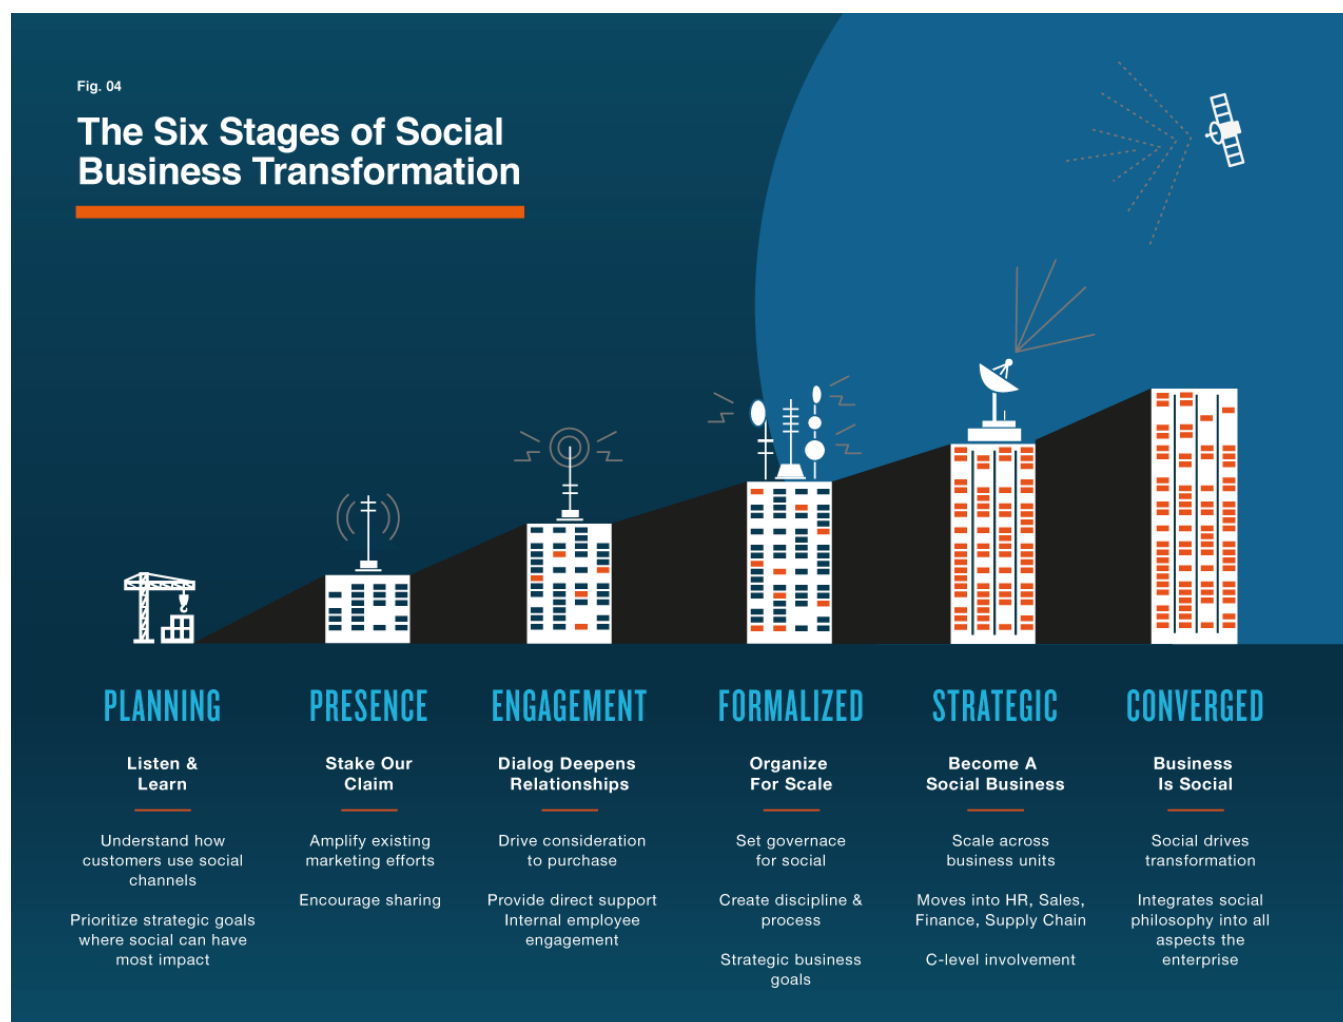 Fig. 04
The Six Stages of Social
Business Transformation
PLANNING
Listen &
Learn
Understand how
customers use social
channels
Prioritize strategic goals
where social can have
most impact
PRESENCE
Stake Our
Claim
Amplify existing
marketing efforts
Encourage sharing
ENGAGEMENT
Dialog Deepens
Relationships
Drive consideration
to purchase
Provide direct support
Internal employee
engagement
FORMALIZED
Organize
For Scale
Set governace
for social
Create discipline &
process
Strategic business
goals
STRATEGIC
Become A
Social Business
Scale across
business units
Moves into HR, Sales,
Finance, Supply Chain
C-level involvement
CONVERGED
Business
Is Social
Social drives
transformation
Integrates social
philosophy into all
aspects the
enterprise